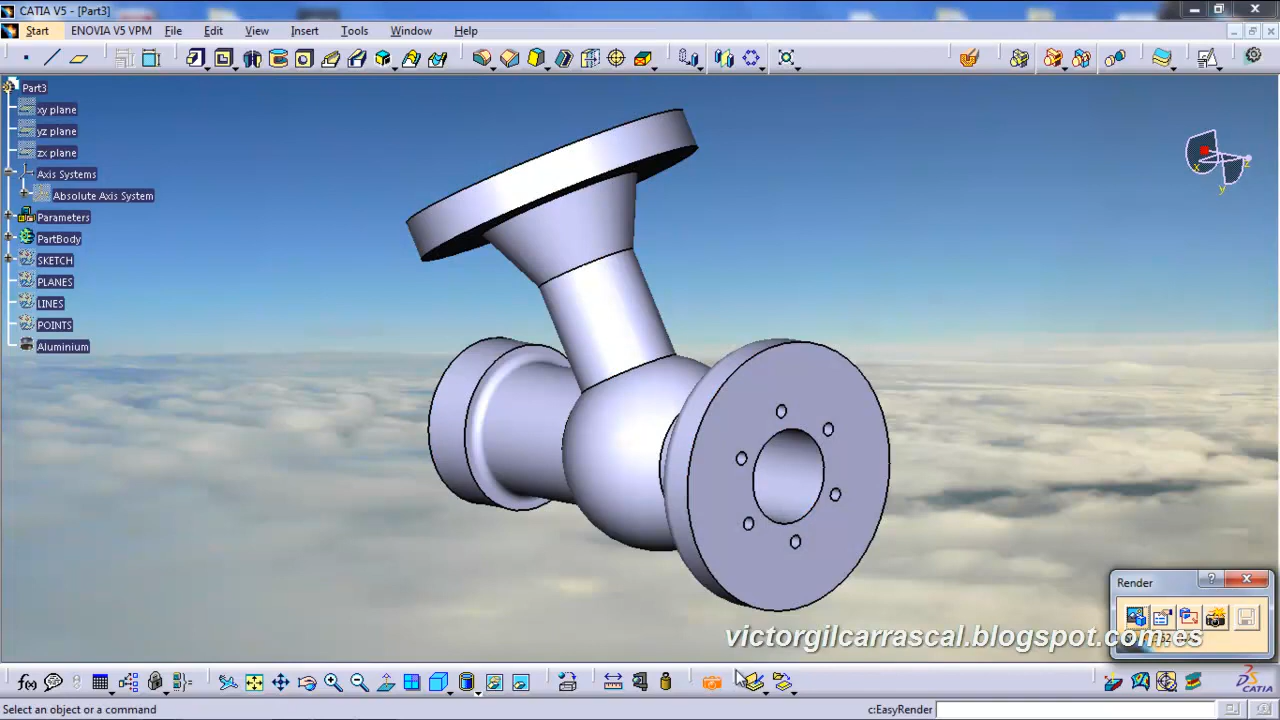 CATIA V5 - [Part3]
Start ENOVIA V5 VPM File Edit View Insert Tools Window Help
Part3
xy plane
yz plane
zx plane
Axis Systems
Absolute Axis System
Parameters
PartBody
SKETCH
PLANES
LINES
POINTS
Aluminium
x
y
z
Render
victorgilcarrascal.blogspot.com.es
f(x)
CATIA
Select an object or a command
c:EasyRender